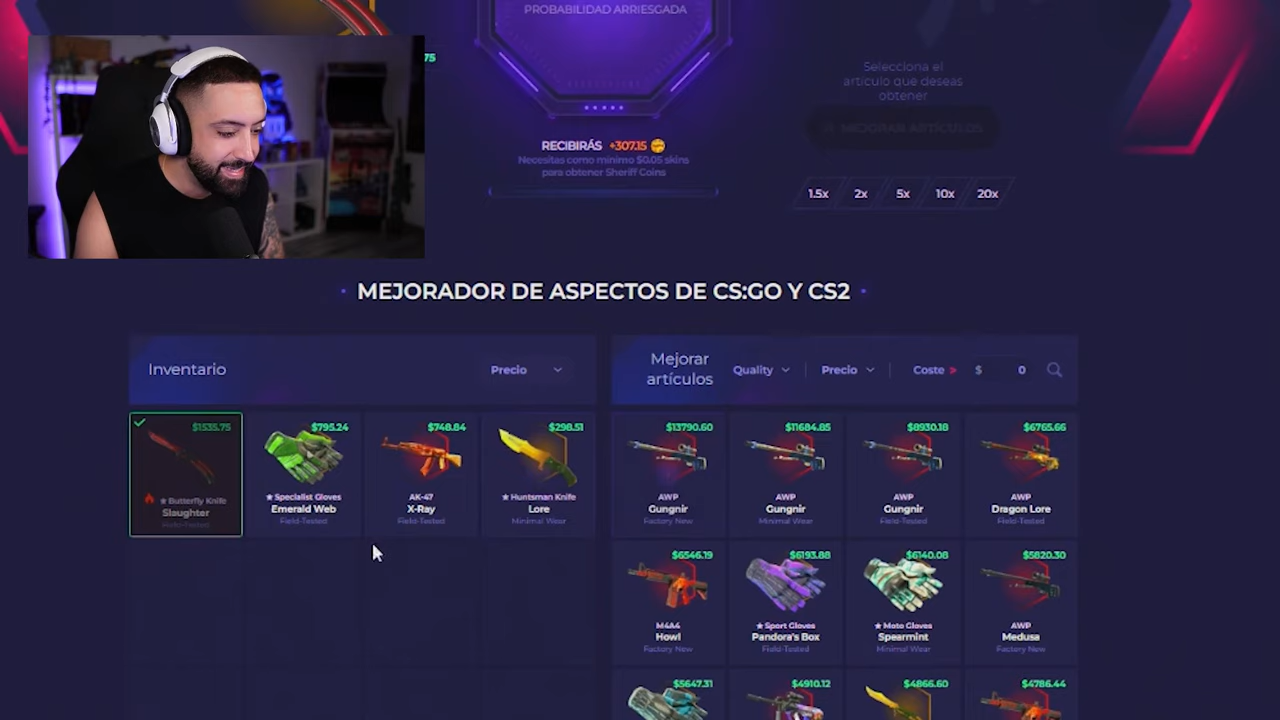 PROBABILIDAD ARRIESGADA
75
Selecciona el
artículo que deseas
obtener
MEJORAR ARTÍCULOS
RECIBIRÁS +307.15
Necesitas como mínimo $0.05 skins
para obtener Sheriff Coins
1.5x 2x 5x 10x 20x
MEJORADOR DE ASPECTOS DE CS:GO Y CS2
Inventario
Precio
Mejorar
artículos
Quality
Precio
Coste > $ 0
$1535.75
★ Butterfly Knife
Slaughter
Field-Tested
$795.24
★ Specialist Gloves
Emerald Web
Field-Tested
$748.84
AK-47
X-Ray
Field-Tested
$298.51
★ Huntsman Knife
Lore
Minimal Wear
$13790.60
AWP
Gungnir
Factory New
$11684.85
AWP
Gungnir
Minimal Wear
$8930.18
AWP
Gungnir
Field-Tested
$6765.66
AWP
Dragon Lore
Field-Tested
$6546.19
M4A4
Howl
Factory New
$6193.88
★ Sport Gloves
Pandora's Box
Field-Tested
$6140.08
★ Moto Gloves
Spearmint
Minimal Wear
$5820.30
AWP
Medusa
Factory New
$5647.31
$4910.12
$4866.60
$4786.44